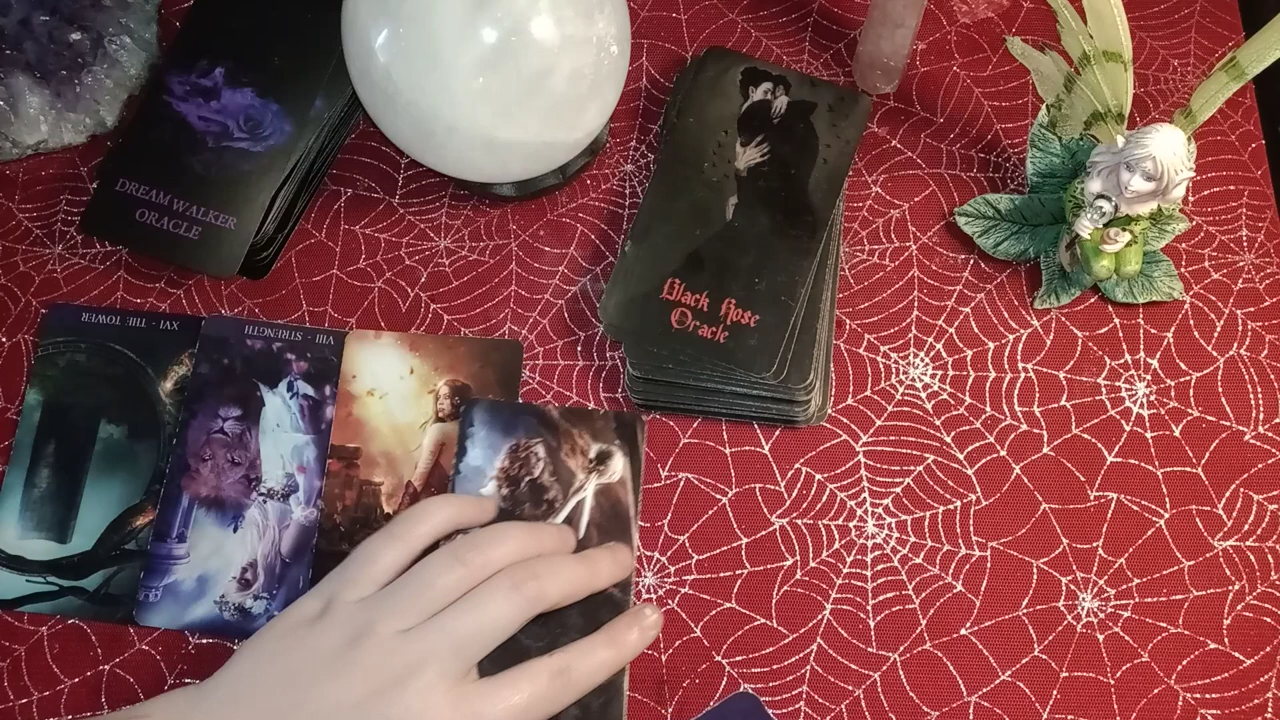 DREAM WALKER
ORACLE
Black Rose
Oracle
XVI - THE TOWER
VIII - STRENGTH